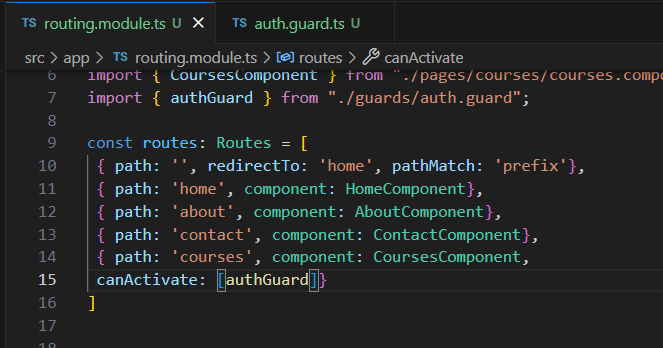 TS routing.module.ts U × TS auth.guard.ts U
src > app > TS routing.module.ts > routes > canActivate
6 import { CoursesComponent } from "./pages/courses/courses.compo
7 import { authGuard } from "./guards/auth.guard";
8
9 const routes: Routes = [
10 { path: '', redirectTo: 'home', pathMatch: 'prefix'},
11 { path: 'home', component: HomeComponent},
12 { path: 'about', component: AboutComponent},
13 { path: 'contact', component: ContactComponent},
14 { path: 'courses', component: CoursesComponent,
15 canActivate: [authGuard]}
16 ]
17
18